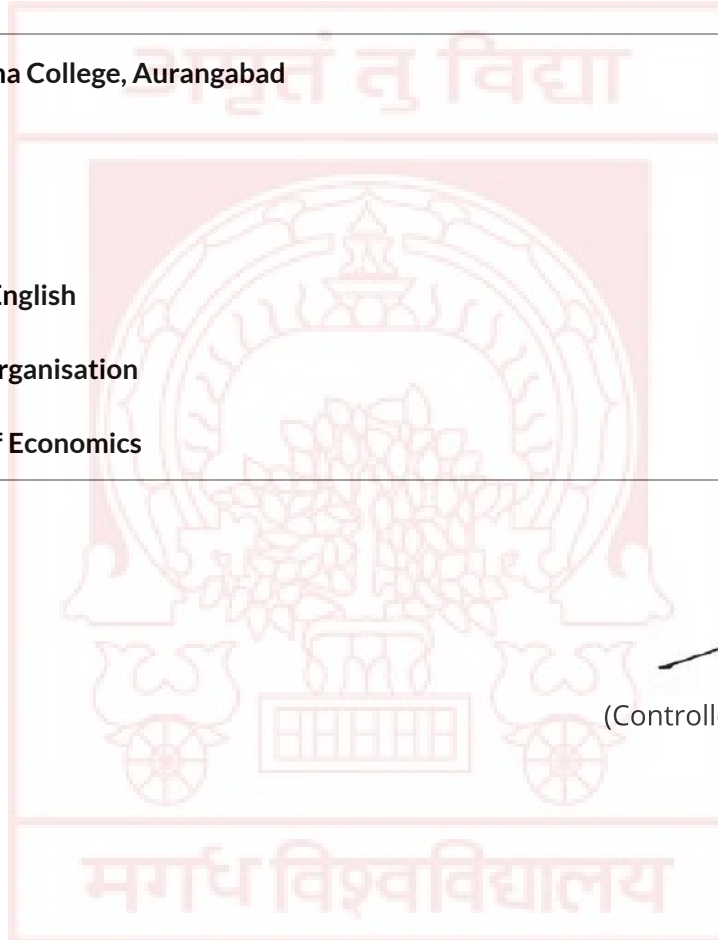 अमृतं तु विद्या
na College, Aurangabad
English
rganisation
f Economics
(Controll
मगध विश्वविद्यालय